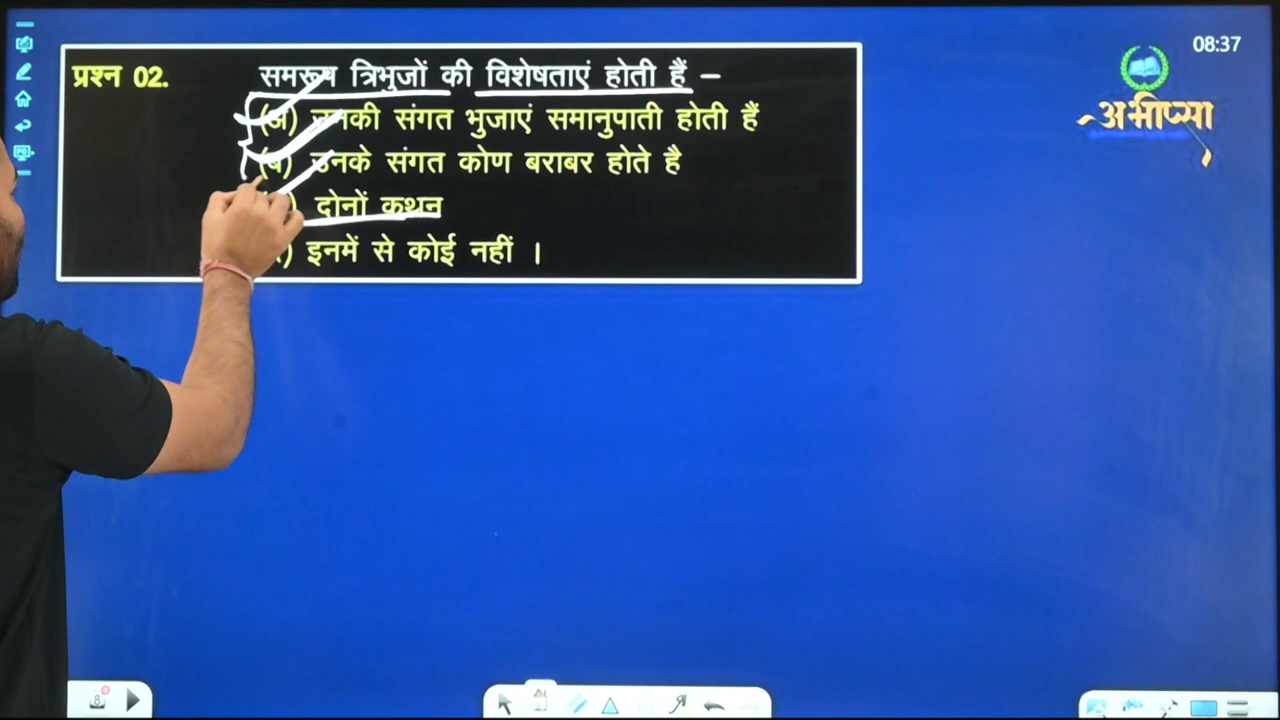 08:37
प्रश्न 02. समरूप त्रिभुजों की विशेषताएं होती हैं –
अभीप्सा
(अ) उनकी संगत भुजाएं समानुपाती होती हैं
(ब) उनके संगत कोण बराबर होते है
दोनों कथन
इनमें से कोई नहीं ।